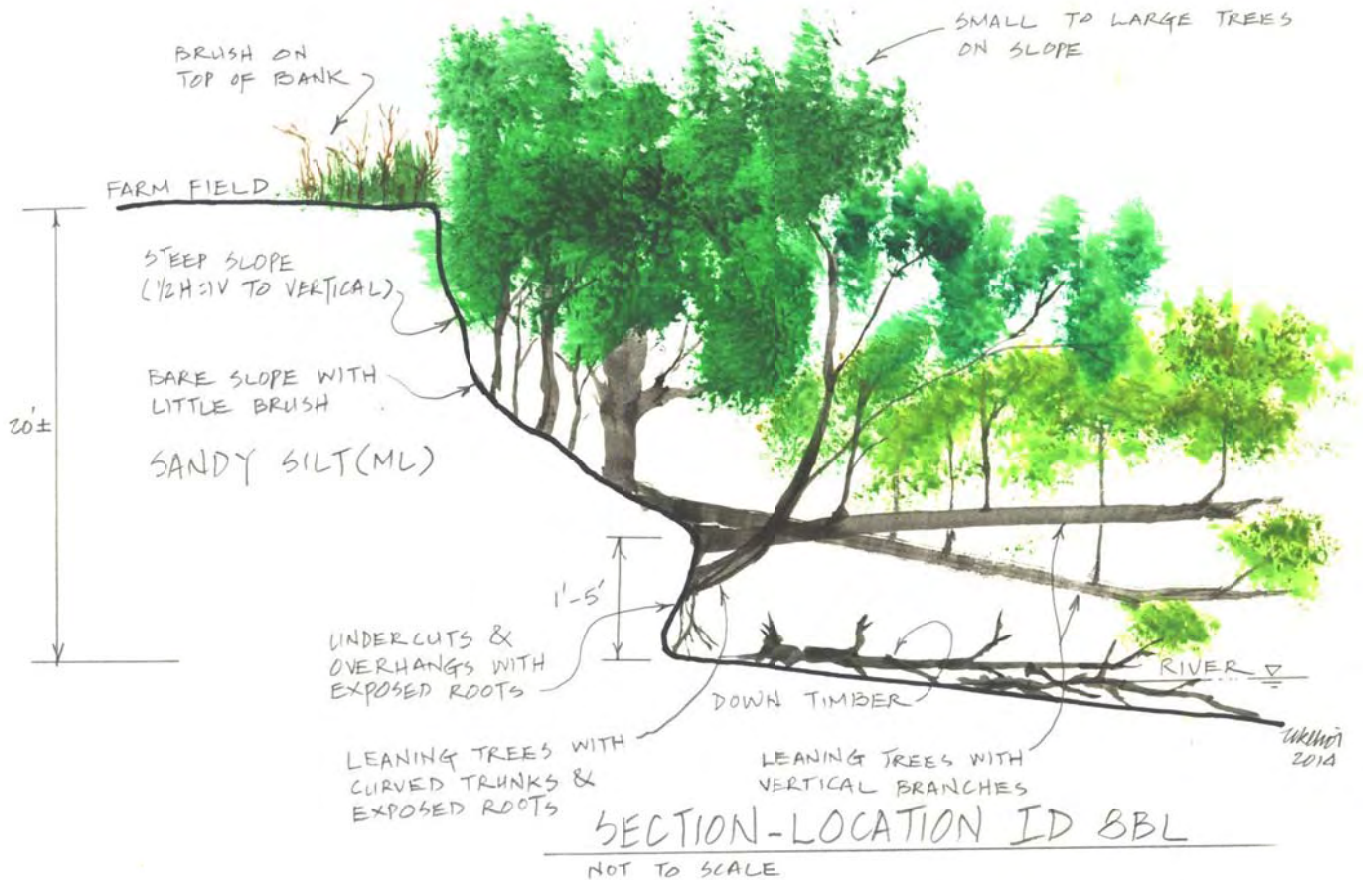 SMALL TO LARGE TREES
ON SLOPE
BRUSH ON
TOP OF BANK
FARM FIELD
STEEP SLOPE
(1/2H:1V TO VERTICAL)
BARE SLOPE WITH
LITTLE BRUSH
20'±
SANDY SILT (ML)
1'-5'
UNDERCUTS &
OVERHANGS WITH
EXPOSED ROOTS
RIVER
DOWN TIMBER
LEANING TREES WITH
CURVED TRUNKS &
EXPOSED ROOTS
LEANING TREES WITH
VERTICAL BRANCHES
2014
SECTION-LOCATION ID 8BL
NOT TO SCALE